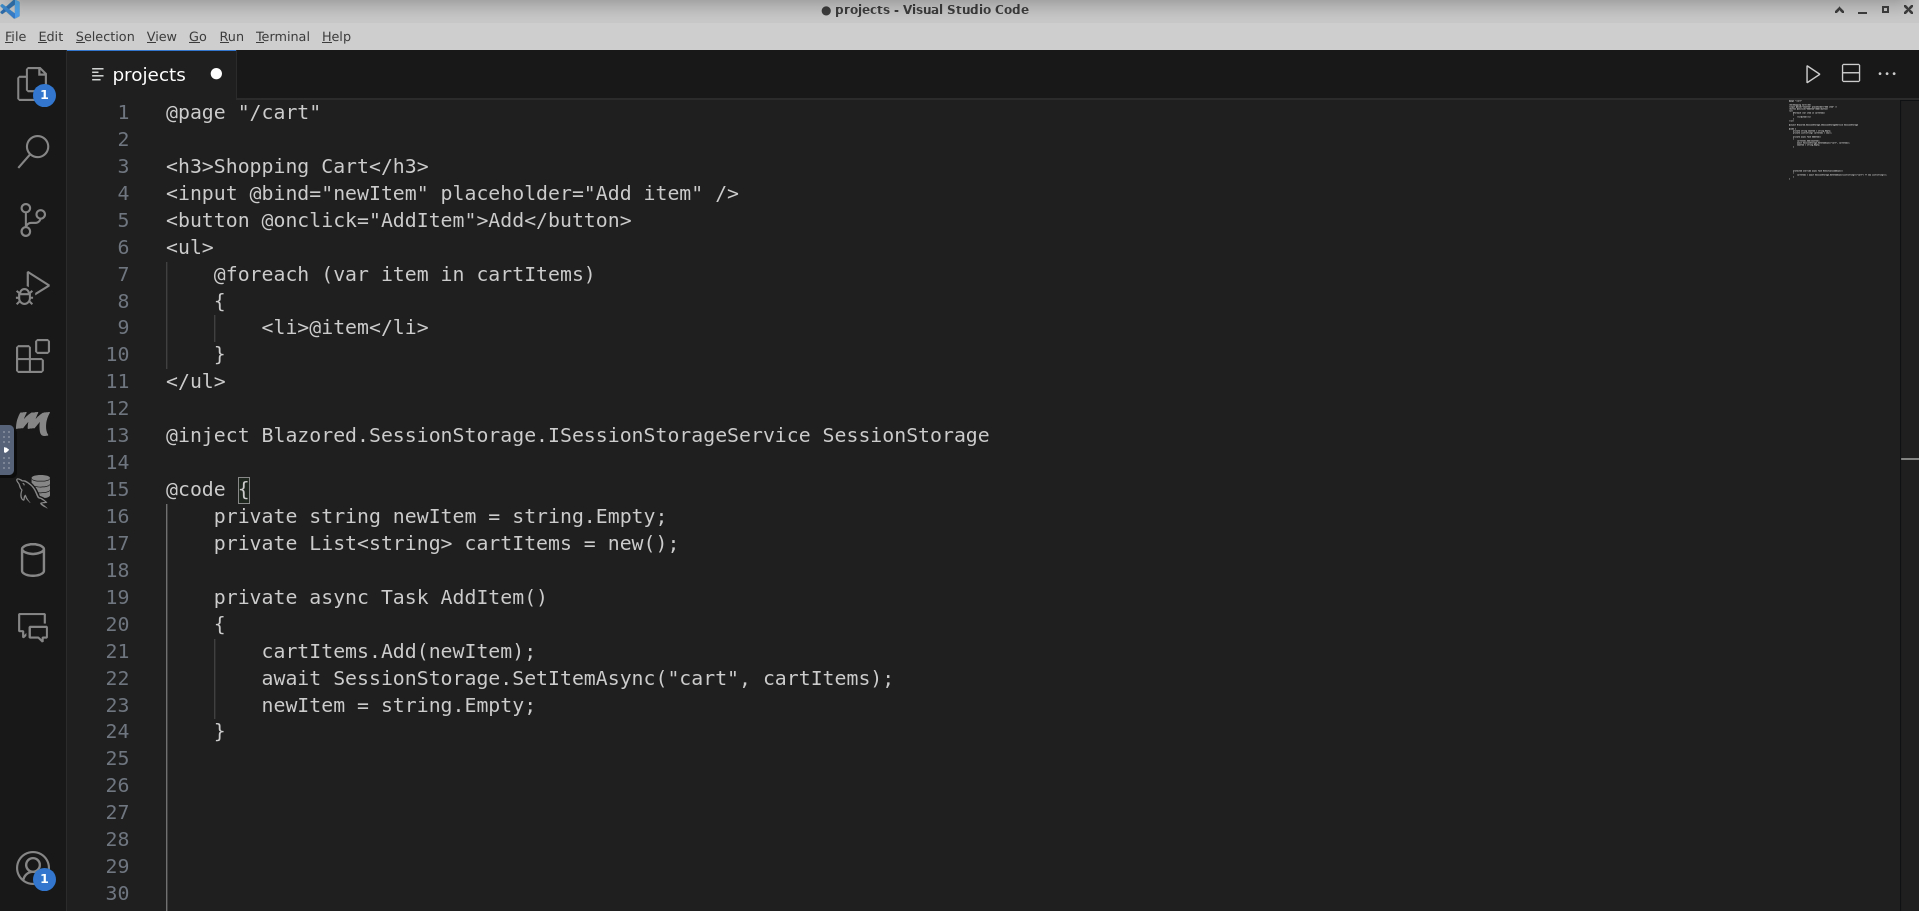 ● projects - Visual Studio Code
File Edit Selection View Go Run Terminal Help
projects
1 @page "/cart"
2
3 <h3>Shopping Cart</h3>
4 <input @bind="newItem" placeholder="Add item" />
5 <button @onclick="AddItem">Add</button>
6 <ul>
7     @foreach (var item in cartItems)
8     {
9         <li>@item</li>
10     }
11 </ul>
12
13 @inject Blazored.SessionStorage.ISessionStorageService SessionStorage
14
15 @code {
16     private string newItem = string.Empty;
17     private List<string> cartItems = new();
18
19     private async Task AddItem()
20     {
21         cartItems.Add(newItem);
22         await SessionStorage.SetItemAsync("cart", cartItems);
23         newItem = string.Empty;
24     }
25
26
27
28
29
30
1
1